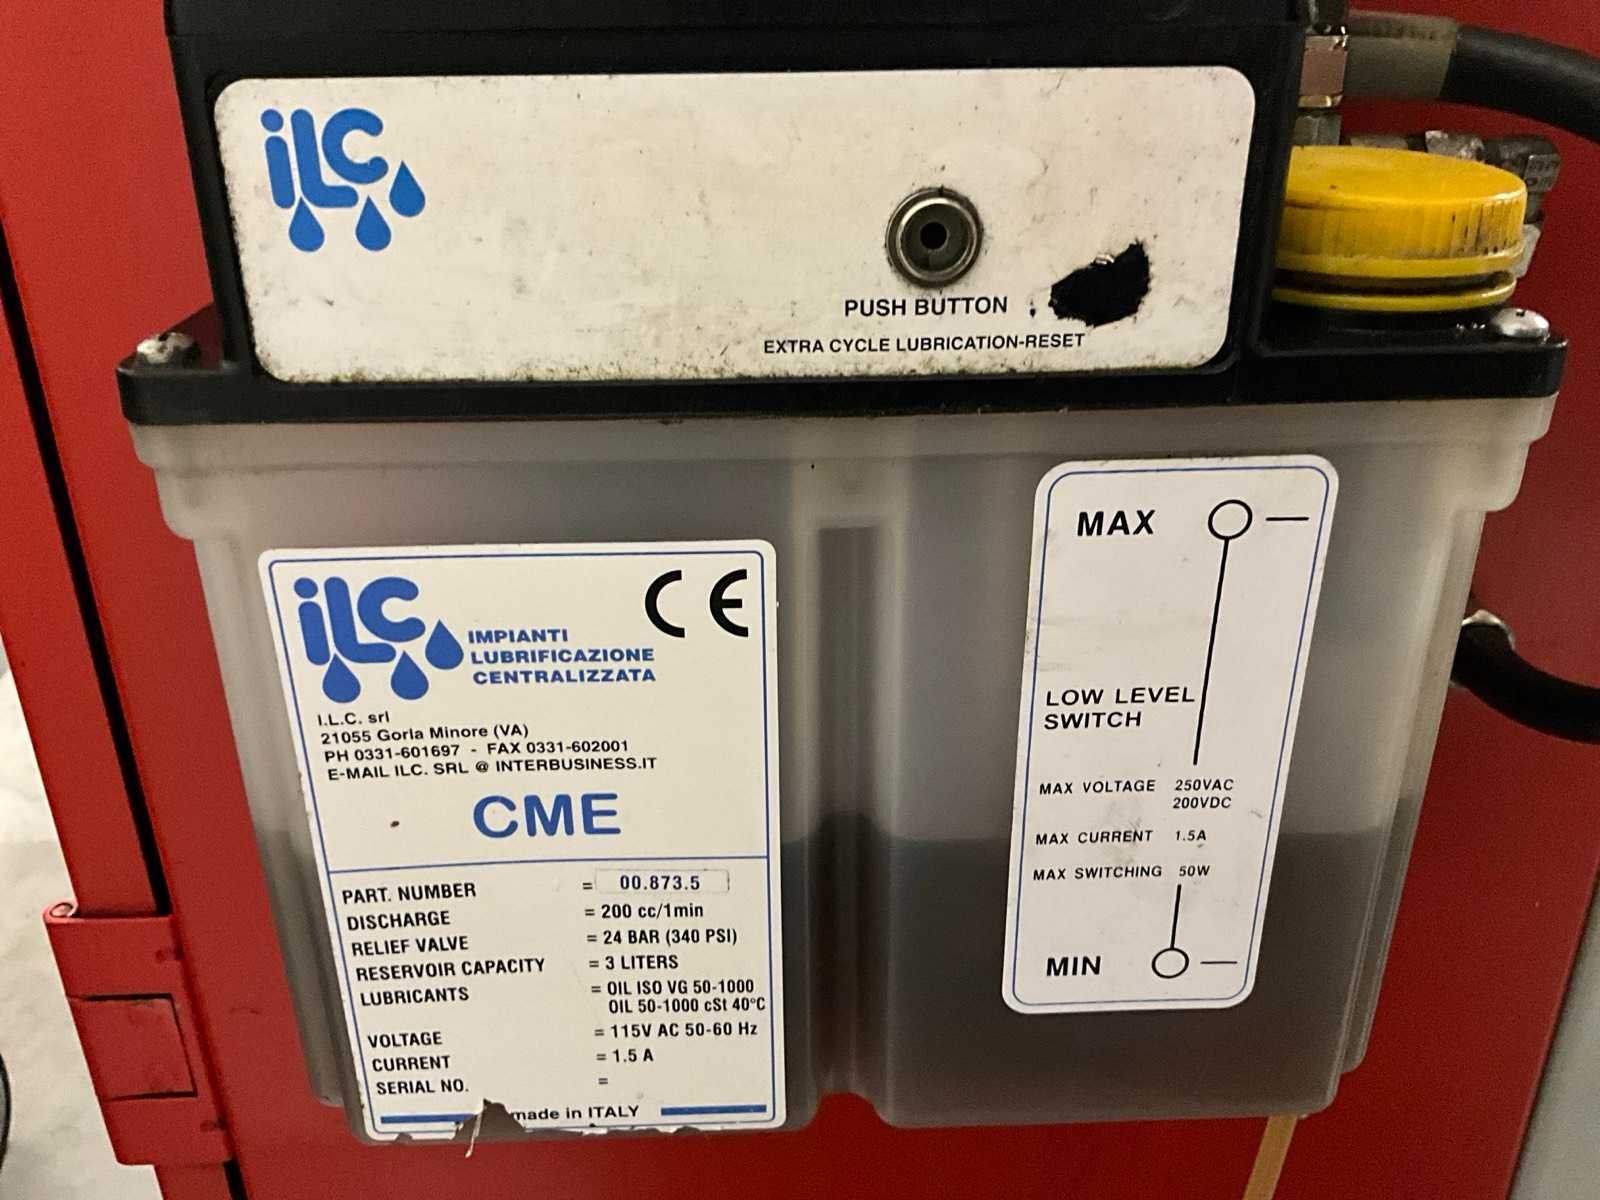 iLC
PUSH BUTTON
EXTRA CYCLE LUBRICATION-RESET
iLC
CE
IMPIANTI
LUBRIFICAZIONE
CENTRALIZZATA
I.L.C. srl
21055 Gorla Minore (VA)
PH 0331-601697 - FAX 0331-602001
E-MAIL ILC. SRL @ INTERBUSINESS.IT
CME
PART. NUMBER = 00.873.5
DISCHARGE = 200 cc/1min
RELIEF VALVE = 24 BAR (340 PSI)
RESERVOIR CAPACITY = 3 LITERS
LUBRICANTS = OIL ISO VG 50-1000
OIL 50-1000 cSt 40°C
VOLTAGE = 115V AC 50-60 Hz
CURRENT = 1.5 A
SERIAL NO. =
made in ITALY
MAX
LOW LEVEL
SWITCH
MAX VOLTAGE 250VAC
200VDC
MAX CURRENT 1.5A
MAX SWITCHING 50W
MIN